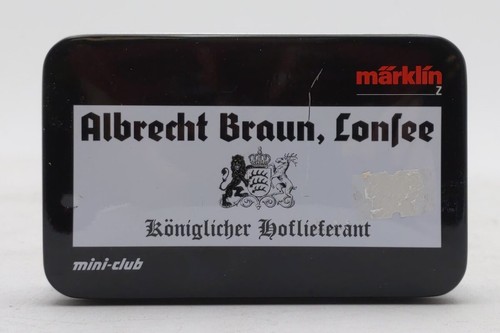 märklin
Z
Albrecht Braun, Lonſee
Königlicher Hoflieferant
mini-club